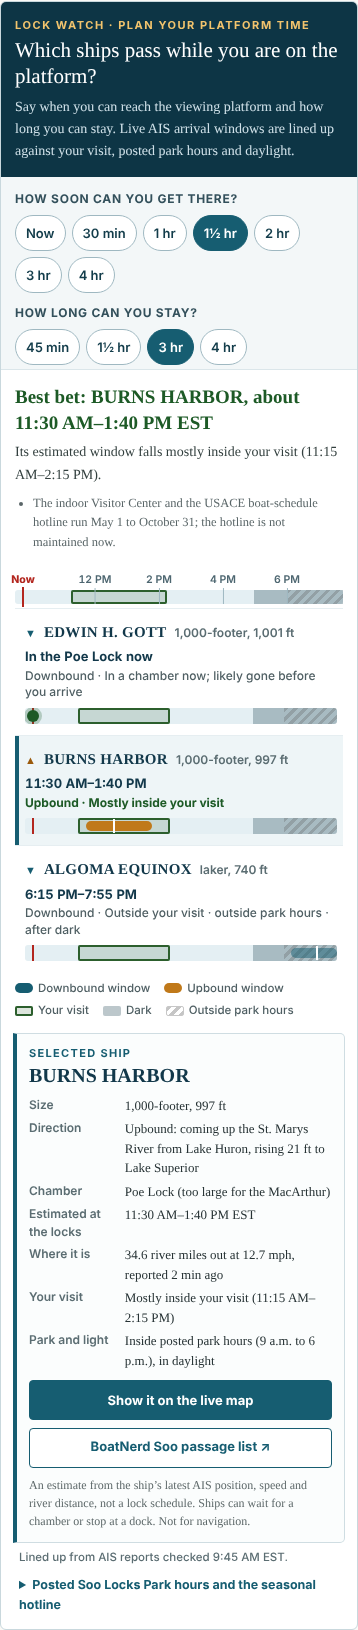 LOCK WATCH · PLAN YOUR PLATFORM TIME
Which ships pass while you are on the
platform?
Say when you can reach the viewing platform and how
long you can stay. Live AIS arrival windows are lined up
against your visit, posted park hours and daylight.
HOW SOON CAN YOU GET THERE?
Now 30 min 1 hr 1½ hr 2 hr
3 hr 4 hr
HOW LONG CAN YOU STAY?
45 min 1½ hr 3 hr 4 hr
Best bet: BURNS HARBOR, about
11:30 AM–1:40 PM EST
Its estimated window falls mostly inside your visit (11:15
AM–2:15 PM).
• The indoor Visitor Center and the USACE boat-schedule
hotline run May 1 to October 31; the hotline is not
maintained now.
Now 12 PM 2 PM 4 PM 6 PM
▼ EDWIN H. GOTT 1,000-footer, 1,001 ft
In the Poe Lock now
Downbound · In a chamber now; likely gone before
you arrive
▲ BURNS HARBOR 1,000-footer, 997 ft
11:30 AM–1:40 PM
Upbound · Mostly inside your visit
▼ ALGOMA EQUINOX laker, 740 ft
6:15 PM–7:55 PM
Downbound · Outside your visit · outside park hours ·
after dark
Downbound window Upbound window
Your visit Dark Outside park hours
SELECTED SHIP
BURNS HARBOR
Size 1,000-footer, 997 ft
Direction Upbound: coming up the St. Marys
River from Lake Huron, rising 21 ft to
Lake Superior
Chamber Poe Lock (too large for the MacArthur)
Estimated at 11:30 AM–1:40 PM EST
the locks
Where it is 34.6 river miles out at 12.7 mph,
reported 2 min ago
Your visit Mostly inside your visit (11:15 AM–
2:15 PM)
Park and light Inside posted park hours (9 a.m. to 6
p.m.), in daylight
Show it on the live map
BoatNerd Soo passage list ↗
An estimate from the ship's latest AIS position, speed and
river distance, not a lock schedule. Ships can wait for a
chamber or stop at a dock. Not for navigation.
Lined up from AIS reports checked 9:45 AM EST.
▶ Posted Soo Locks Park hours and the seasonal
hotline